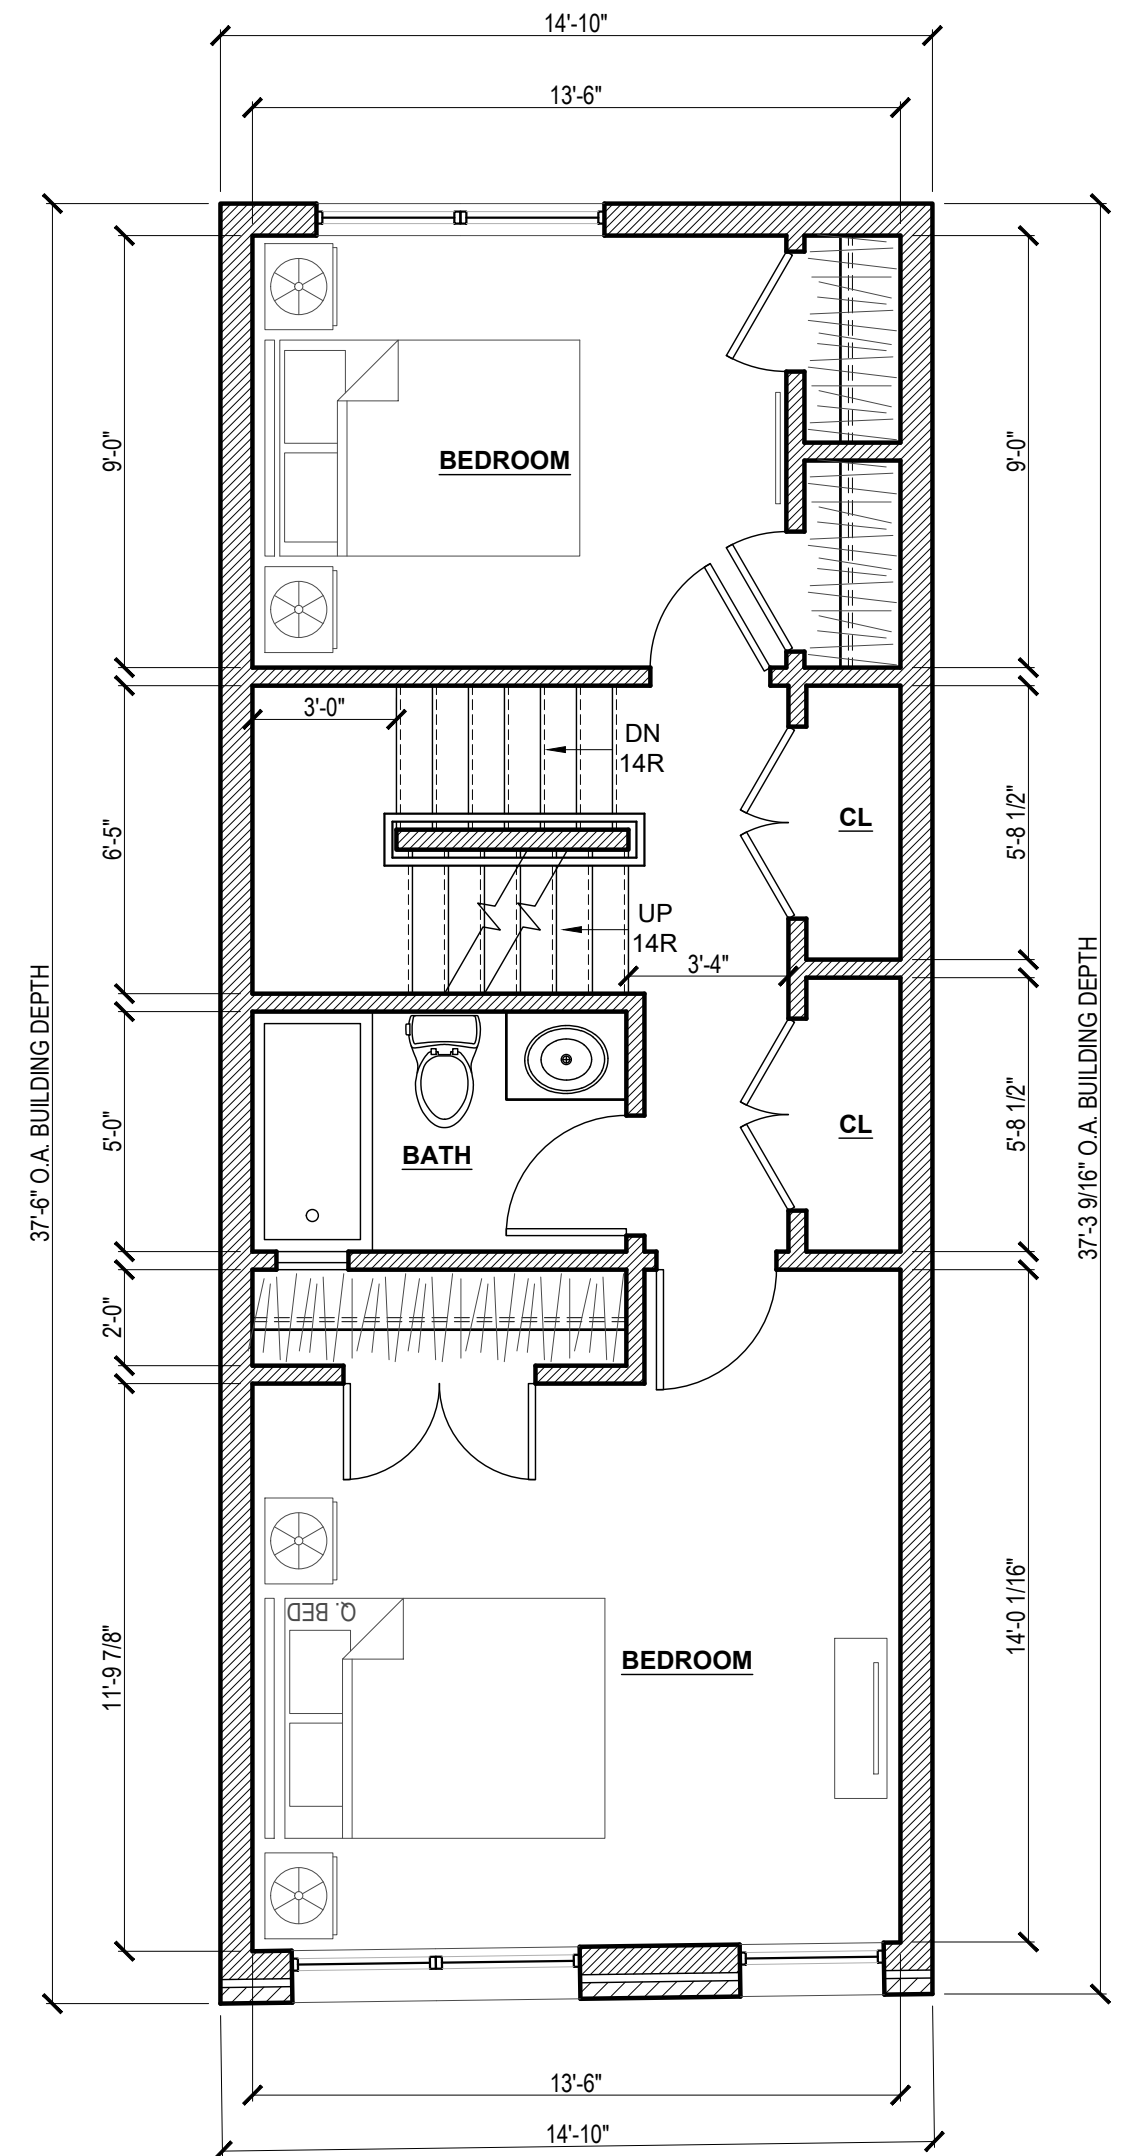 14'-10"
13'-6"
9'-0"
BEDROOM
9'-0"
3'-0"
DN
14R
6'-5"
CL
5'-8 1/2"
UP
14R
3'-4"
37'-6" O.A. BUILDING DEPTH
37'-3 9/16" O.A. BUILDING DEPTH
5'-0"
BATH
CL
5'-8 1/2"
2'-0"
Q. BED
11'-9 7/8"
BEDROOM
14'-0 1/16"
13'-6"
14'-10"